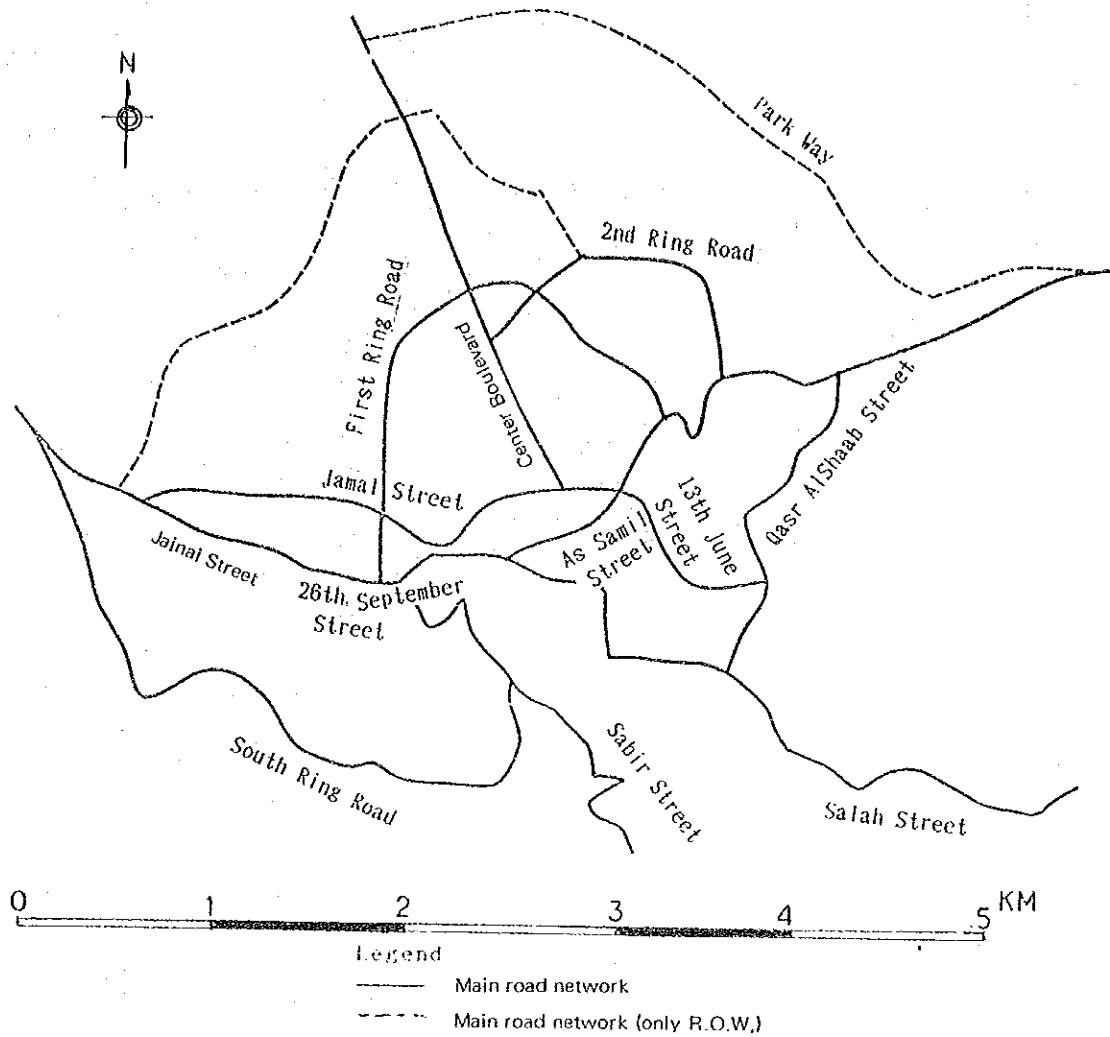 N
Park Way
2nd Ring Road
First Ring Road
Center Boulevard
Qasr AlShaab Street
Jamal Street
13th June
Street
As Samil
Street
Jainal Street
26th. September
Street
South Ring Road
Sabir Street
Salah Street
0 1 2 3 4 5 KM
Legend
Main road network
Main road network (only R.O.W.)